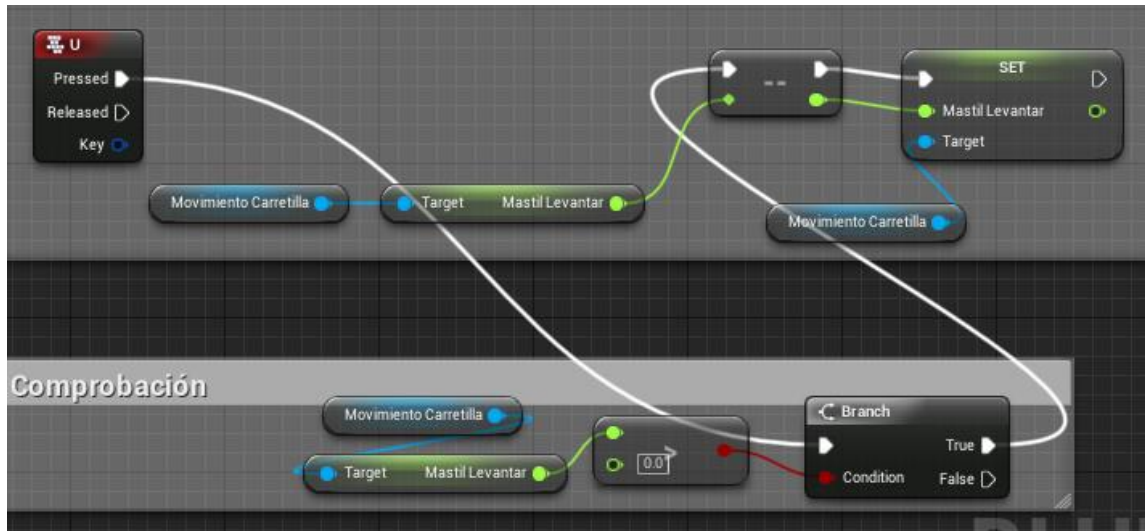 U
Pressed
Released
Key
--
SET
Mastil Levantar
Target
Movimiento Carretilla
Target Mastil Levantar
Movimiento Carretilla
Comprobación
Movimiento Carretilla
Target Mastil Levantar
>
0.0
Branch
True
Condition False